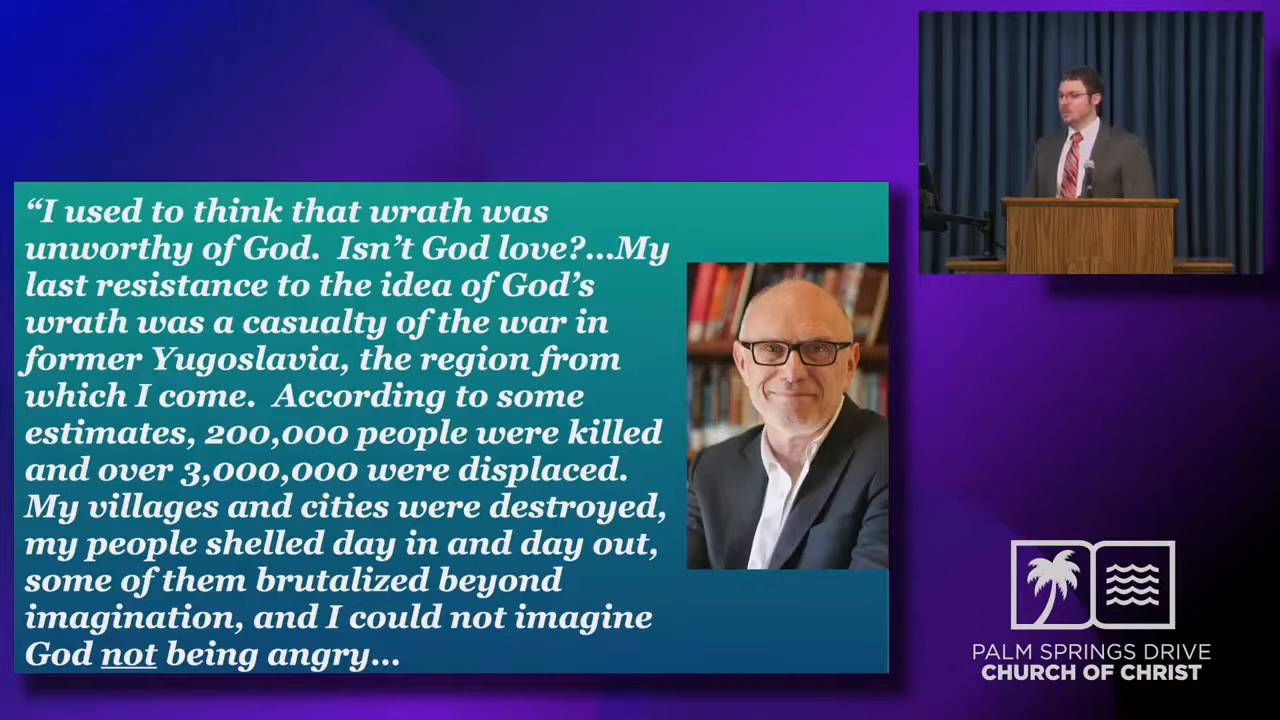 “I used to think that wrath was
unworthy of God.  Isn’t God love?...My
last resistance to the idea of God’s
wrath was a casualty of the war in
former Yugoslavia, the region from
which I come.  According to some
estimates, 200,000 people were killed
and over 3,000,000 were displaced.
My villages and cities were destroyed,
my people shelled day in and day out,
some of them brutalized beyond
imagination, and I could not imagine
God not being angry...
PALM SPRINGS DRIVE
CHURCH OF CHRIST